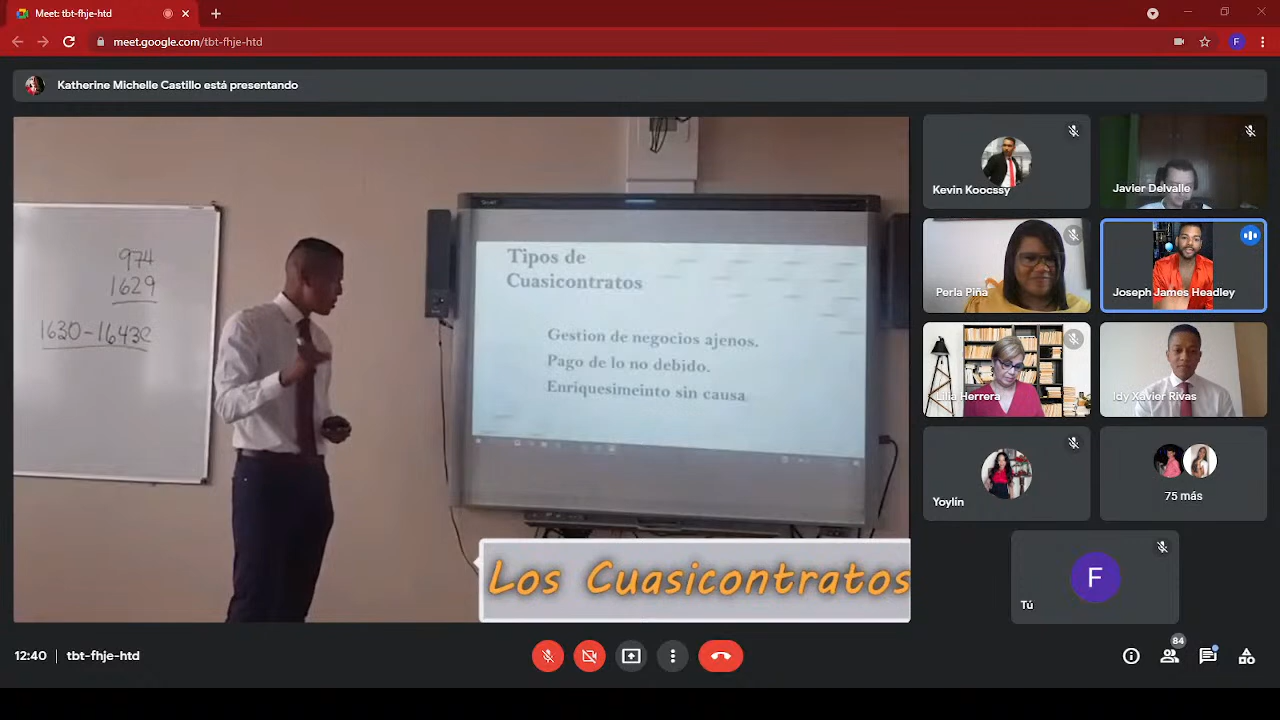 Meet: tbt-fhje-htd
meet.google.com/tbt-fhje-htd
F
Katherine Michelle Castillo está presentando
974
1629
1630-1643C
Tipos de
Cuasicontratos
Gestion de negocios ajenos.
Pago de lo no debido.
Enriquesimeinto sin causa
Los Cuasicontratos
Kevin Koocssy
Javier Delvalle
Perla Piña
Joseph James Headley
Lilia Herrera
Idy Xavier Rivas
Yoylín
75 más
F
Tú
12:40
tbt-fhje-htd
84